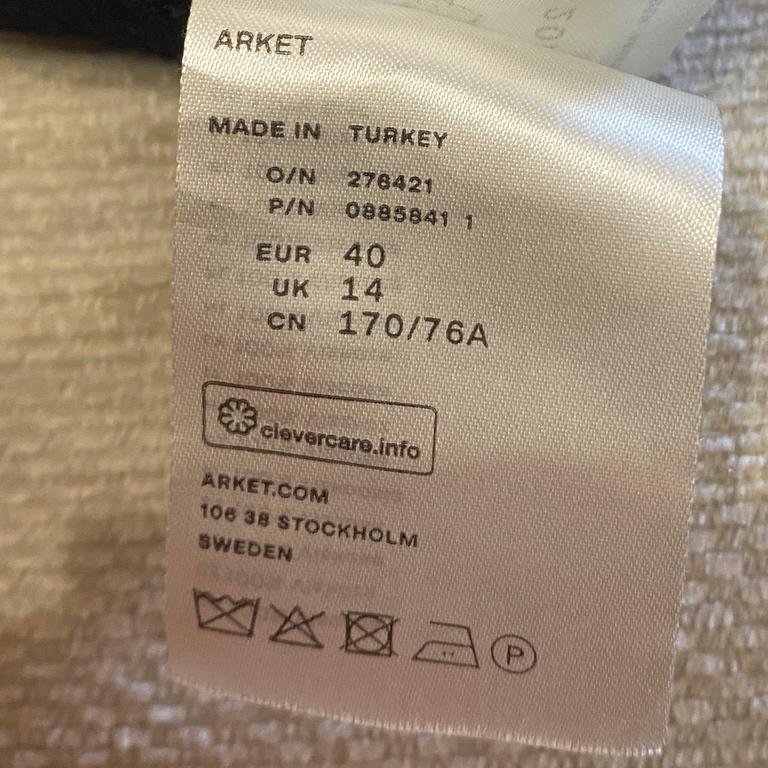 ARKET
MADE IN TURKEY
O/N 276421
P/N 0885841 1
EUR 40
UK 14
CN 170/76A
clevercare.info
ARKET.COM
106 38 STOCKHOLM
SWEDEN
P